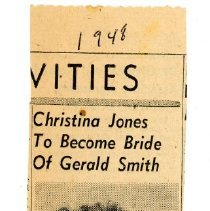 1948
VITIES
Christina Jones
To Become Bride
Of Gerald Smith